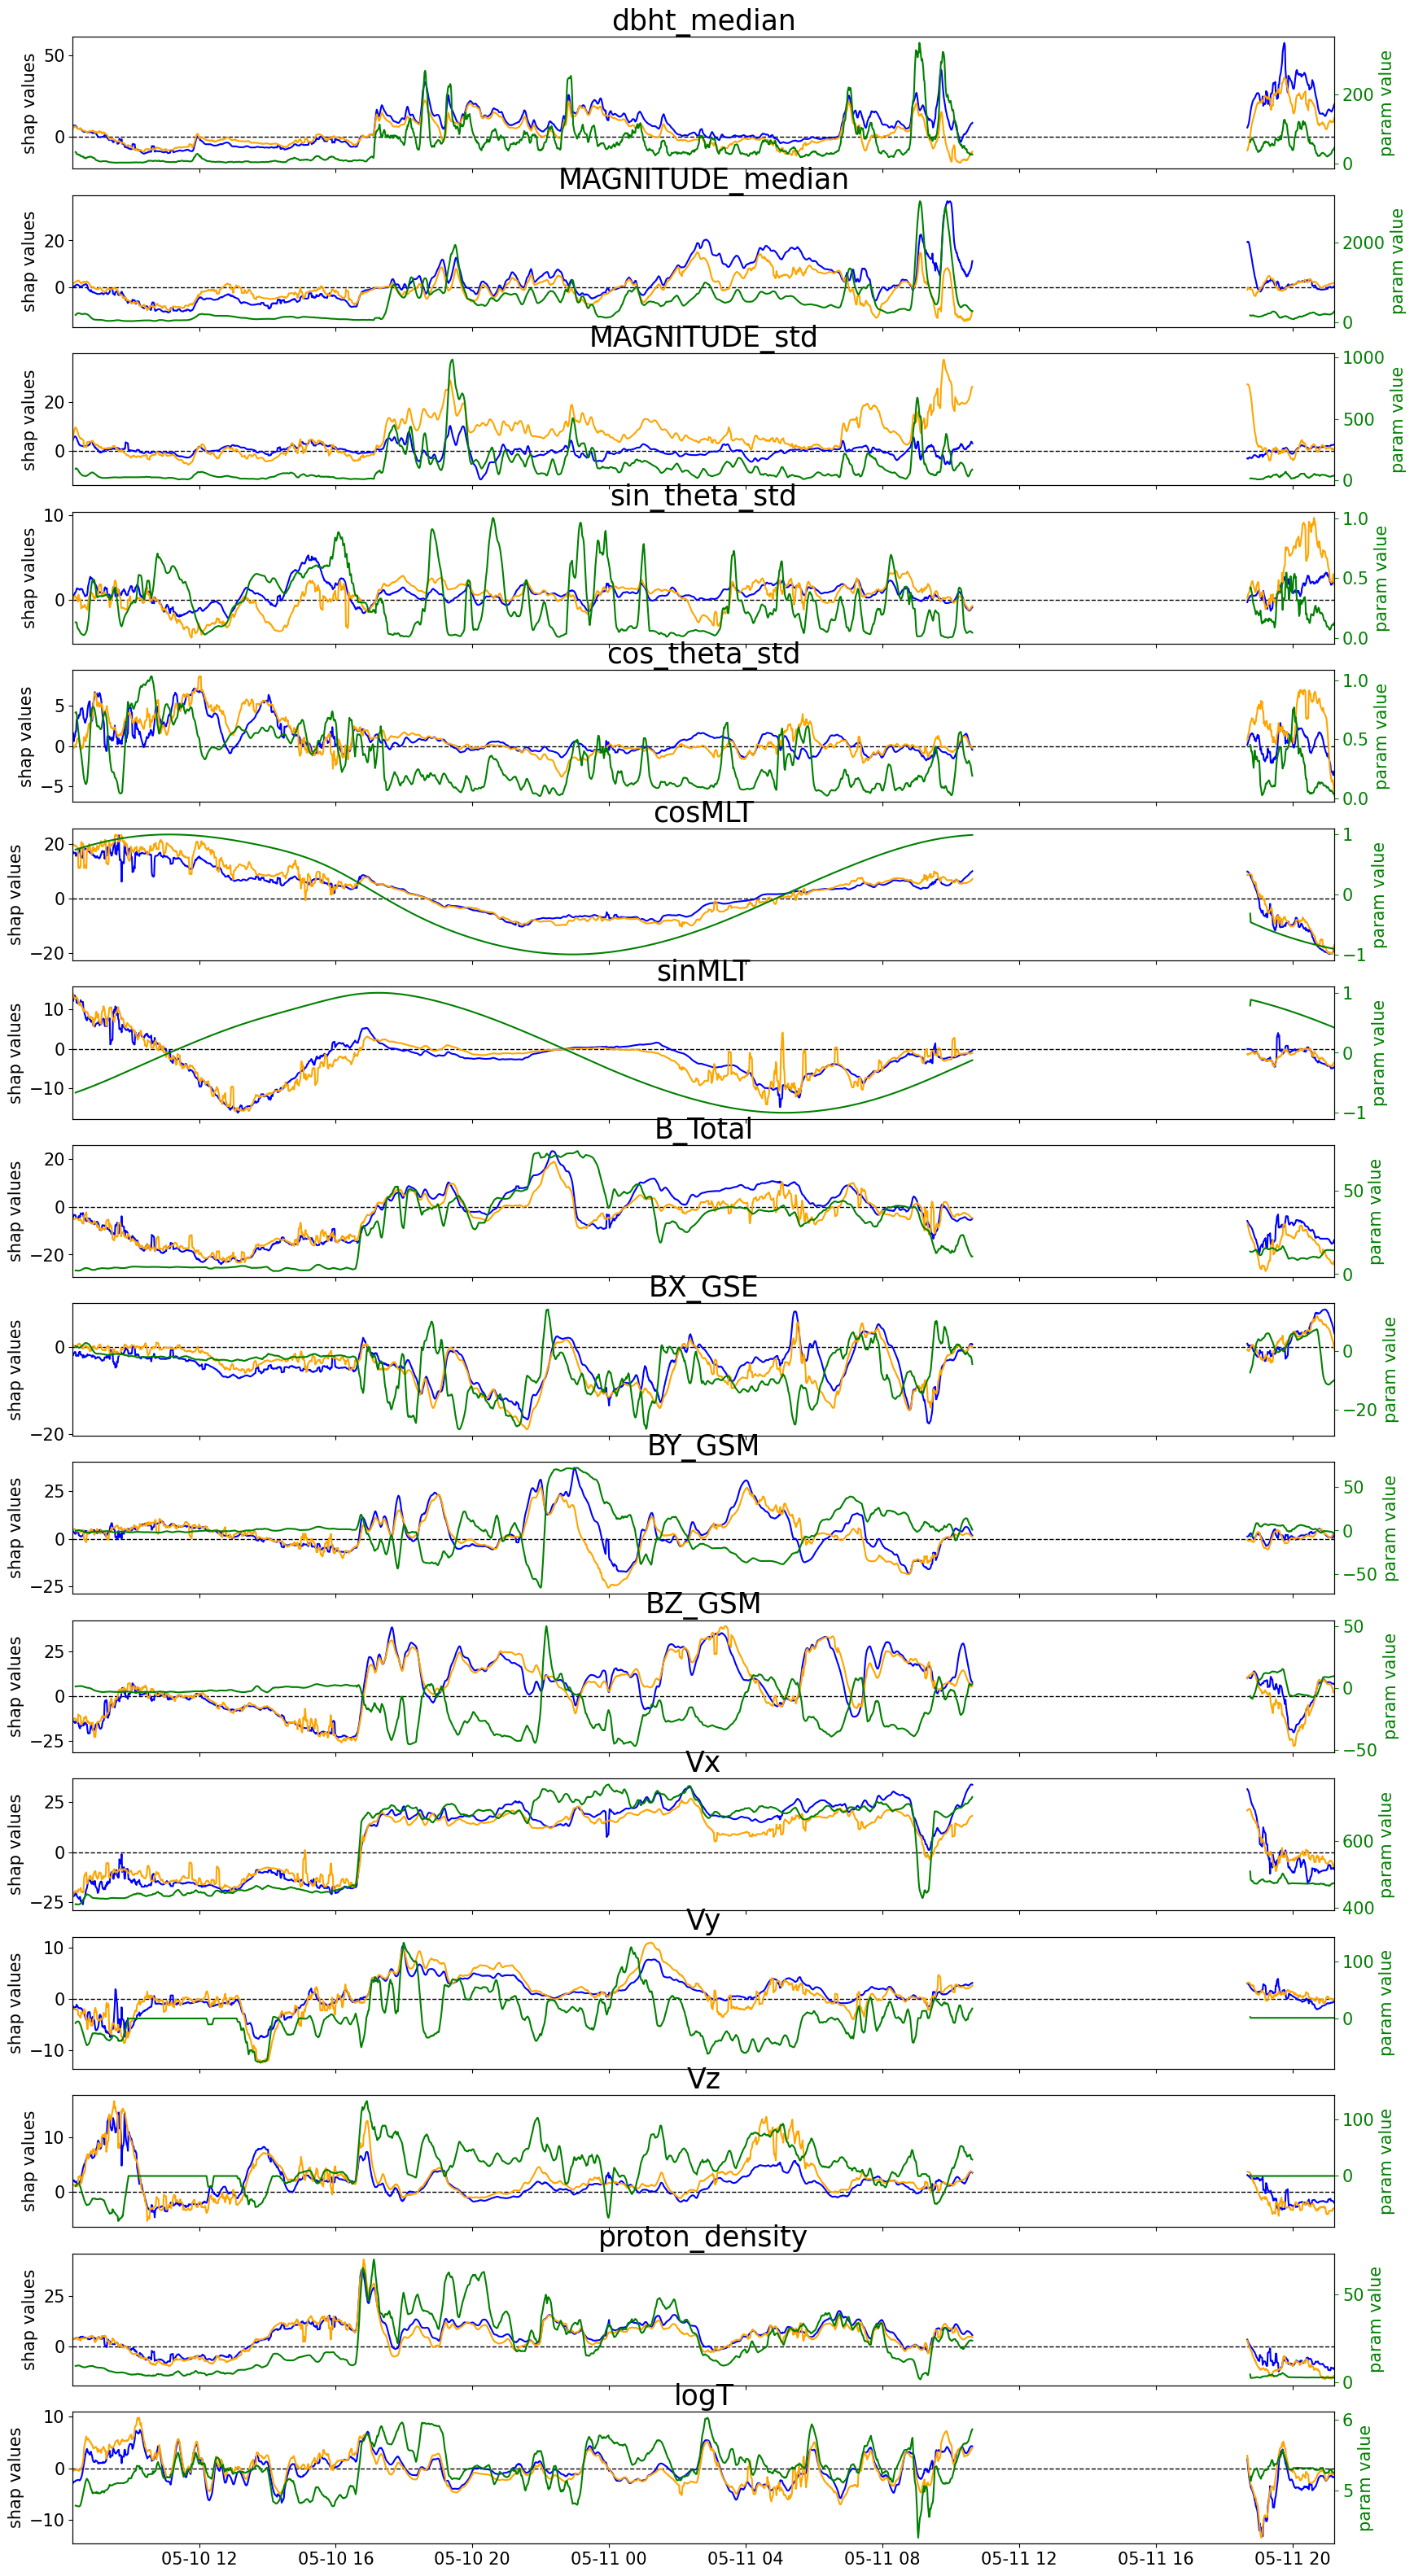 dbht_median
50
0
shap values
200
0
param value
MAGNITUDE_median
20
0
shap values
2000
0
param value
MAGNITUDE_std
20
0
shap values
1000
500
0
param value
sin_theta_std
10
5
0
shap values
1.0
0.5
0.0
param value
cos_theta_std
5
0
−5
shap values
1.0
0.5
0.0
param value
cosMLT
20
0
−20
shap values
1
0
−1
param value
sinMLT
10
0
−10
shap values
1
0
−1
param value
B_Total
20
0
−20
shap values
50
0
param value
BX_GSE
0
−20
shap values
0
−20
param value
BY_GSM
25
0
−25
shap values
50
0
−50
param value
BZ_GSM
25
0
−25
shap values
50
0
−50
param value
Vx
25
0
−25
shap values
600
400
param value
Vy
10
0
−10
shap values
100
0
param value
Vz
10
0
shap values
100
0
param value
proton_density
25
0
shap values
50
0
param value
logT
10
0
−10
shap values
6
5
param value
05-10 12 05-10 16 05-10 20 05-11 00 05-11 04 05-11 08 05-11 12 05-11 16 05-11 20